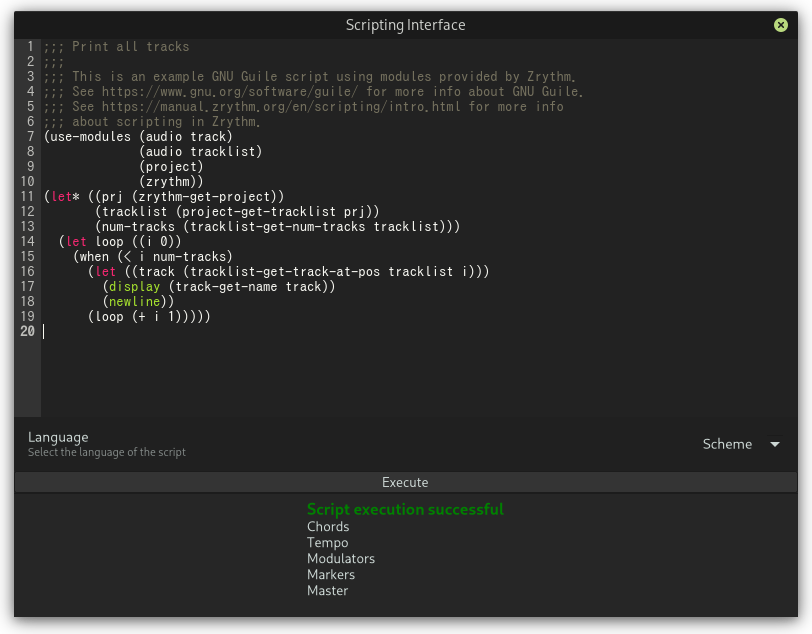 Scripting Interface
1 ;;; Print all tracks
2 ;;;
3 ;;; This is an example GNU Guile script using modules provided by Zrythm.
4 ;;; See https://www.gnu.org/software/guile/ for more info about GNU Guile.
5 ;;; See https://manual.zrythm.org/en/scripting/intro.html for more info
6 ;;; about scripting in Zrythm.
7 (use-modules (audio track)
8              (audio tracklist)
9              (project)
10              (zrythm))
11 (let* ((prj (zrythm-get-project))
12        (tracklist (project-get-tracklist prj))
13        (num-tracks (tracklist-get-num-tracks tracklist)))
14   (let loop ((i 0))
15     (when (< i num-tracks)
16       (let ((track (tracklist-get-track-at-pos tracklist i)))
17         (display (track-get-name track))
18         (newline))
19       (loop (+ i 1)))))
20
Language
Select the language of the script
Scheme
Execute
Script execution successful
Chords
Tempo
Modulators
Markers
Master